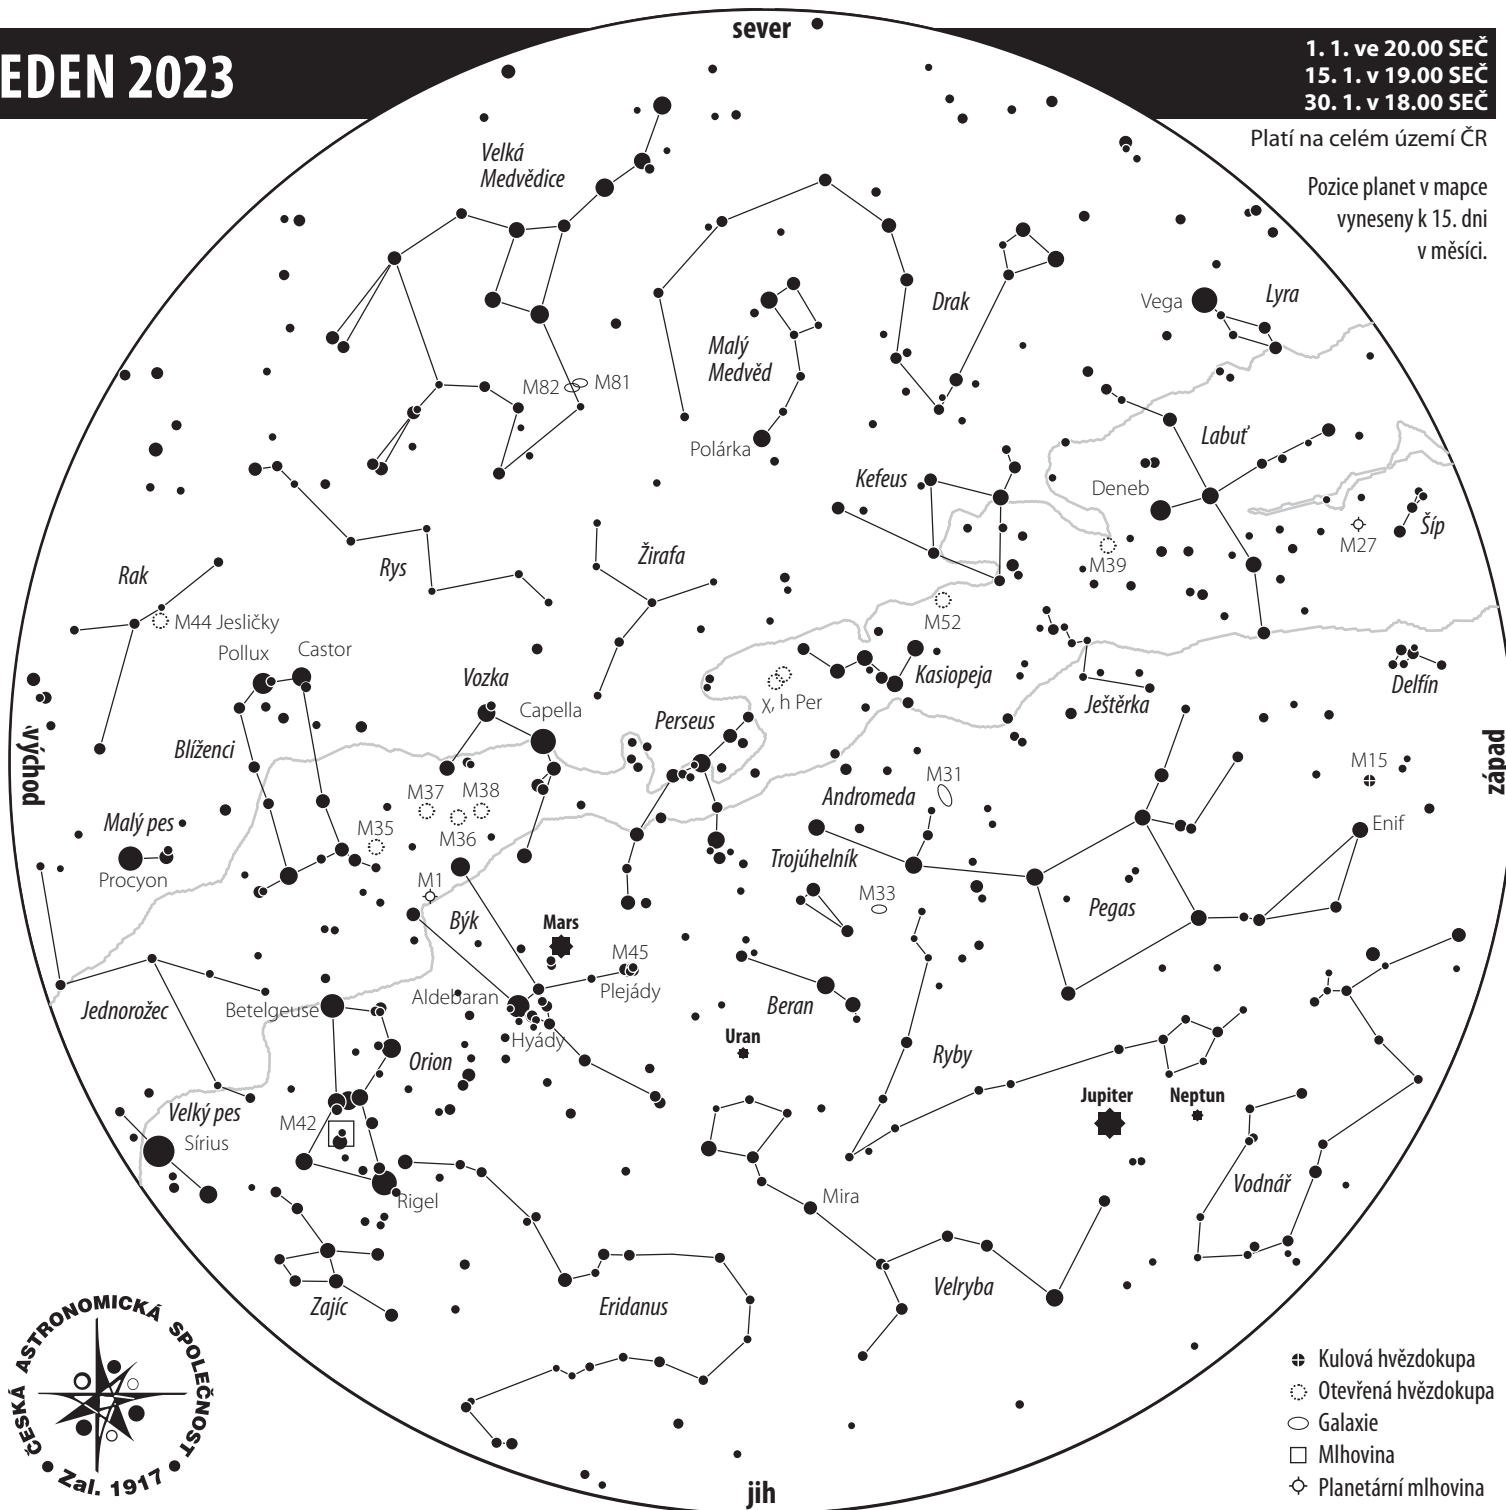 sever
EDEN 2023
1. 1. ve 20.00 SEČ
15. 1. v 19.00 SEČ
30. 1. v 18.00 SEČ
Platí na celém území ČR
Pozice planet v mapce
vyneseny k 15. dni
v měsíci.
Velká
Medvědice
Drak
Vega
Lyra
Malý
Medvěd
M82
M81
Polárka
Labuť
Kefeus
Deneb
Šíp
M27
M39
Žirafa
Rys
Rak
M44 Jesličky
M52
Pollux
Castor
Kasiopeja
Delfín
Vozka
Capella
χ, h Per
Ještěrka
Perseus
východ
západ
Blíženci
M15
M31
Andromeda
M37
M38
M36
M35
Malý pes
Enif
Procyon
Trojúhelník
M33
M1
Býk
Mars
Pegas
M45
Plejády
Aldebaran
Betelgeuse
Jednorožec
Beran
Hyády
Uran
Orion
Ryby
Jupiter
Neptun
Velký pes
M42
Sírius
Vodnář
Rigel
Mira
Velryba
Zajíc
Eridanus
ČESKÁ ASTRONOMICKÁ SPOLEČNOST
Zal. 1917
Kulová hvězdokupa
Otevřená hvězdokupa
Galaxie
Mlhovina
Planetární mlhovina
jih